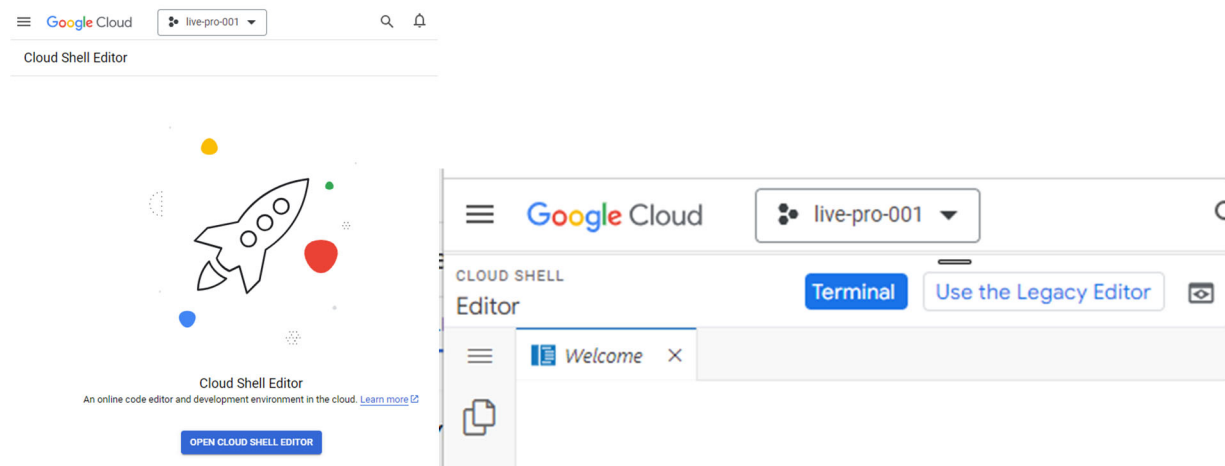 Google Cloud
live-pro-001
Cloud Shell Editor
Cloud Shell Editor
An online code editor and development environment in the cloud. Learn more
OPEN CLOUD SHELL EDITOR
Google Cloud
live-pro-001
CLOUD SHELL
Editor
Terminal
Use the Legacy Editor
Welcome